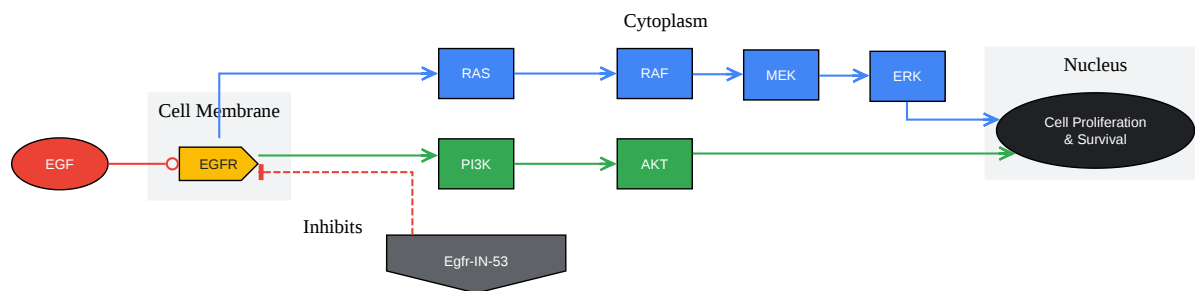 Cytoplasm
RAS
RAF
MEK
ERK
Nucleus
Cell Membrane
Cell Proliferation
& Survival
EGF
EGFR
PI3K
AKT
Inhibits
Egfr-IN-53